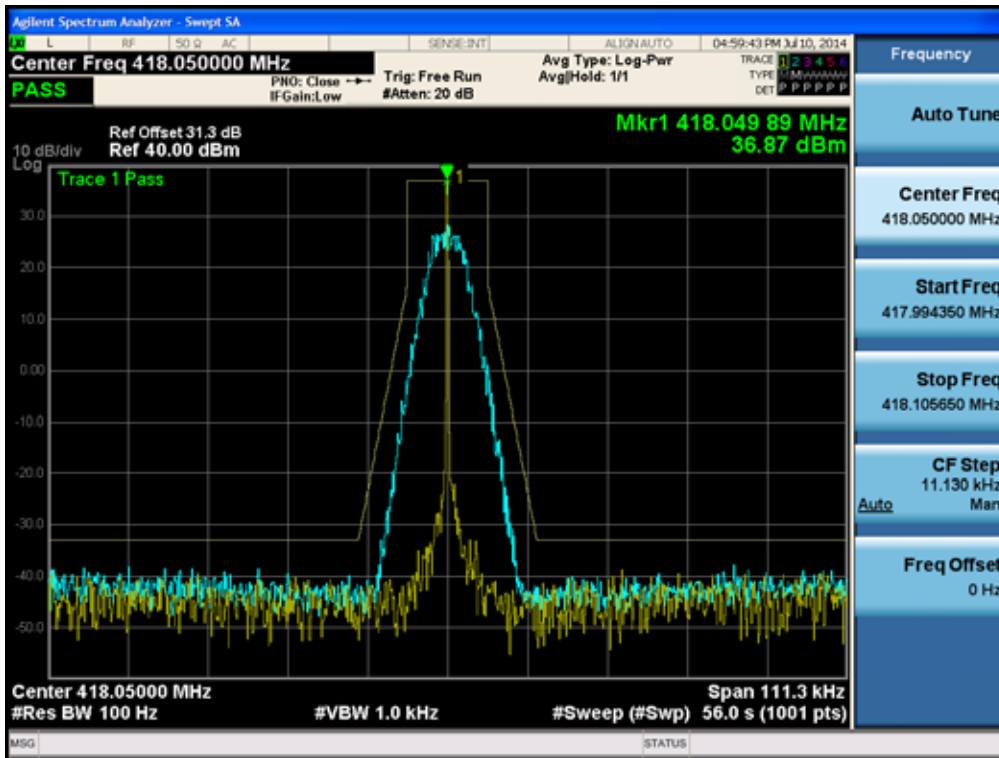 Agilent Spectrum Analyzer - Swept SA
LXI L RF 50 Ω AC SENSE:INT ALIGN AUTO 04:59:43 PM Jul 10, 2014
Center Freq 418.050000 MHz
PASS
PNO: Close
IFGain:Low
Trig: Free Run
#Atten: 20 dB
Avg Type: Log-Pwr
Avg|Hold: 1/1
TRACE 1 2 3 4 5 6
TYPE M M W W W W
DET P P P P P P
Mkr1 418.049 89 MHz
36.87 dBm
Ref Offset 31.3 dB
10 dB/div Ref 40.00 dBm
Log
Trace 1 Pass
1
30.0
20.0
10.0
0.00
-10.0
-20.0
-30.0
-40.0
-50.0
Center 418.05000 MHz Span 111.3 kHz
#Res BW 100 Hz #VBW 1.0 kHz #Sweep (#Swp) 56.0 s (1001 pts)
MSG STATUS
Frequency
Auto Tune
Center Freq
418.050000 MHz
Start Freq
417.994350 MHz
Stop Freq
418.105650 MHz
CF Step
11.130 kHz
Auto Man
Freq Offset
0 Hz